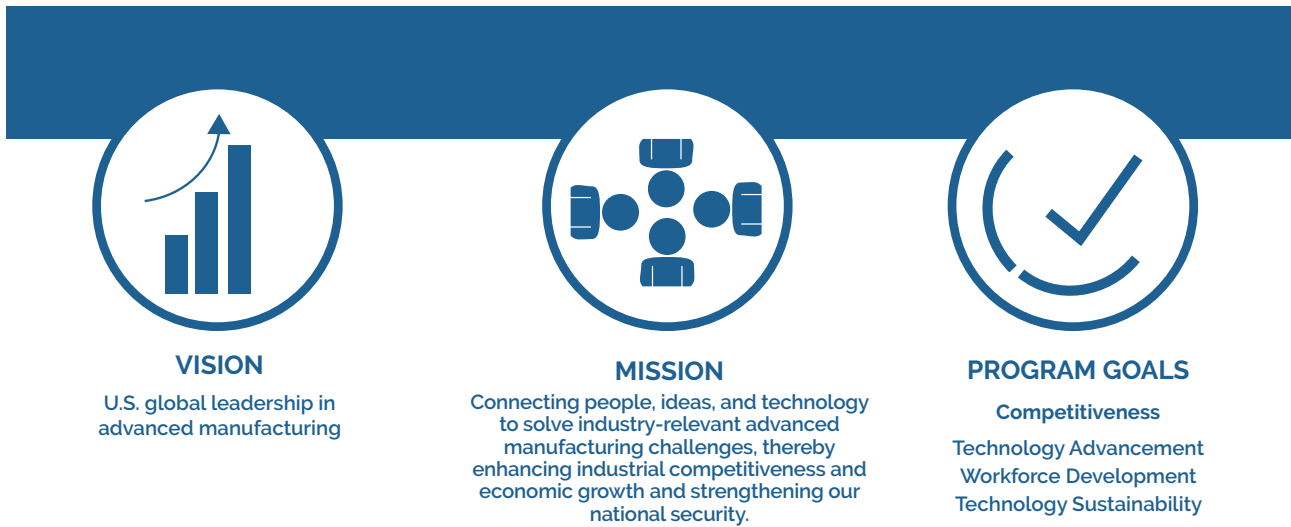 VISION
U.S. global leadership in
advanced manufacturing
MISSION
Connecting people, ideas, and technology
to solve industry-relevant advanced
manufacturing challenges, thereby
enhancing industrial competitiveness and
economic growth and strengthening our
national security.
PROGRAM GOALS
Competitiveness
Technology Advancement
Workforce Development
Technology Sustainability